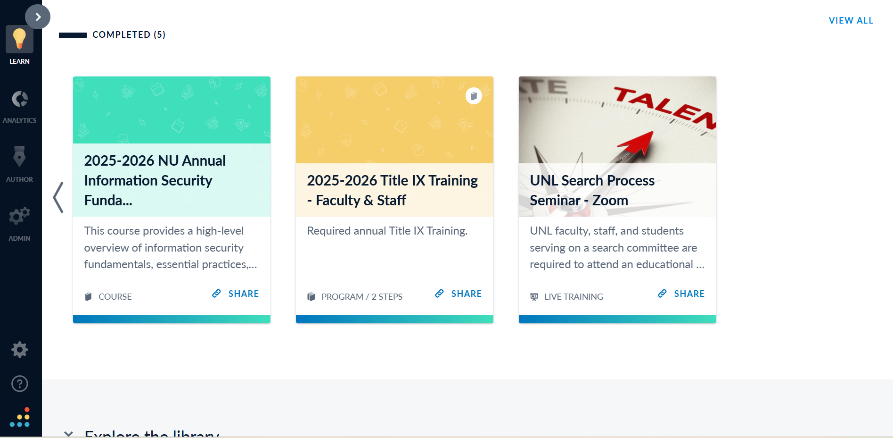 VIEW ALL
COMPLETED (5)
LEARN
ANALYTICS
AUTHOR
ADMIN
2025-2026 NU Annual
Information Security
Funda...
This course provides a high-level
overview of information security
fundamentals, essential practices,...
COURSE
SHARE
2025-2026 Title IX Training
- Faculty & Staff
Required annual Title IX Training.
PROGRAM / 2 STEPS
SHARE
TALEN
UNL Search Process
Seminar - Zoom
UNL faculty, staff, and students
serving on a search committee are
required to attend an educational ...
LIVE TRAINING
SHARE
Explore the library